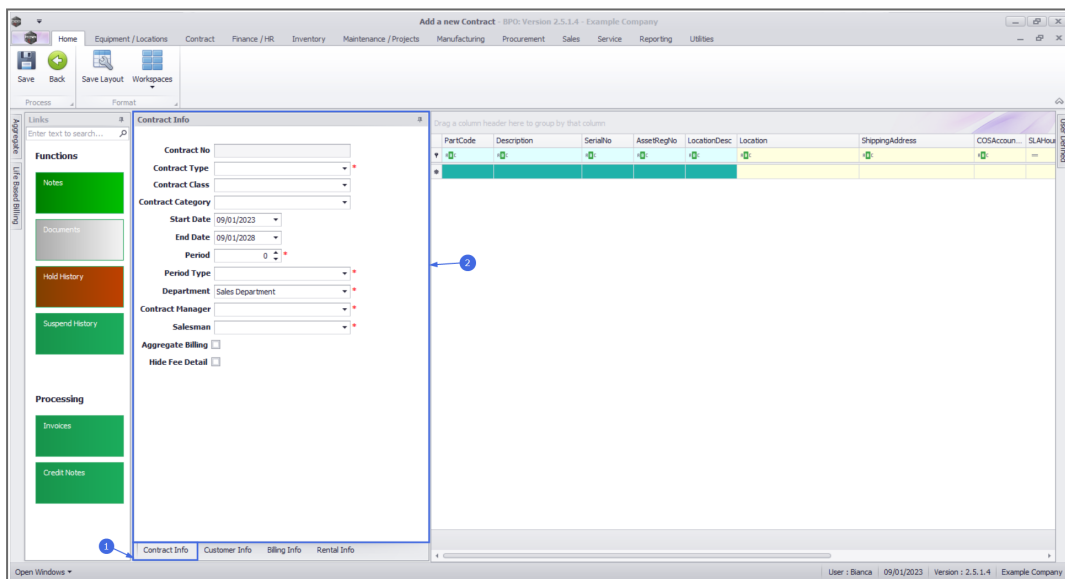 Add a new Contract - BPO: Version 2.5.1.4 - Example Company
Home Equipment / Locations Contract Finance / HR Inventory Maintenance / Projects Manufacturing Procurement Sales Service Reporting Utilities
Save Back Save Layout Workspaces
Process Format
Aggregate
Life Based Billing
Links
Enter text to search...
Functions
Notes
Documents
Hold History
Suspend History
Processing
Invoices
Credit Notes
Contract Info
Contract No
Contract Type *
Contract Class
Contract Category
Start Date 09/01/2023
End Date 09/01/2028
Period 0 *
Period Type *
Department Sales Department *
Contract Manager *
Salesman *
Aggregate Billing
Hide Fee Detail
1
Contract Info Customer Info Billing Info Rental Info
2
Drag a column header here to group by that column
PartCode Description SerialNo AssetRegNo LocationDesc Location ShippingAddress COSAccoun... SLAHou
User Defined
Open Windows
User : Bianca 09/01/2023 Version : 2.5.1.4 Example Company